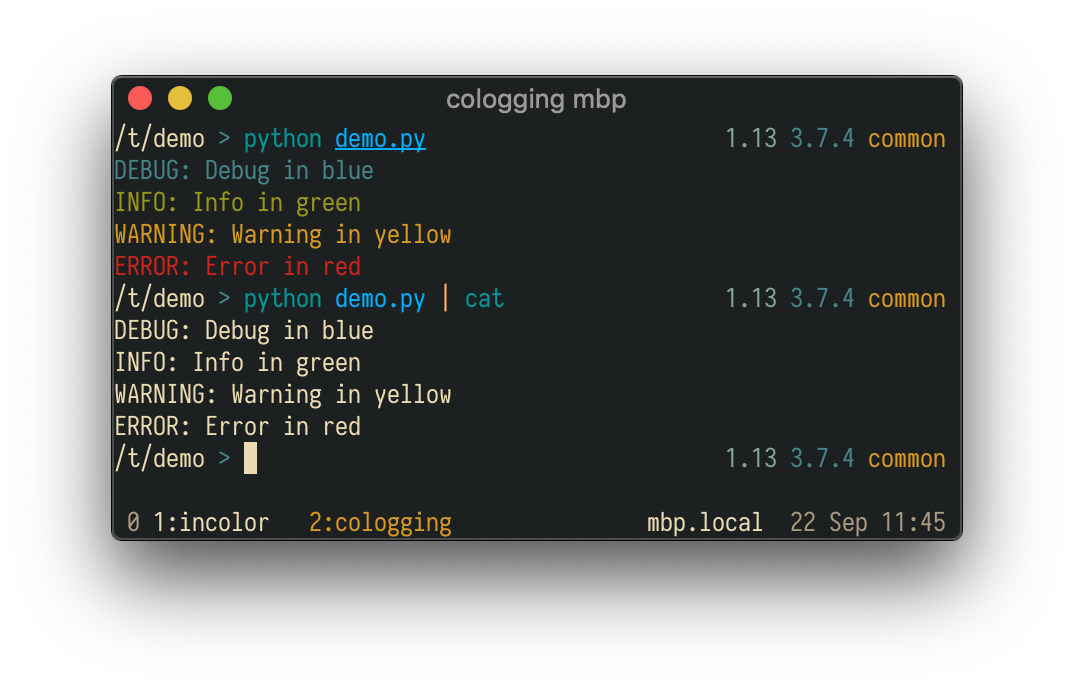 cologging mbp
/t/demo > python demo.py 1.13 3.7.4 common
DEBUG: Debug in blue
INFO: Info in green
WARNING: Warning in yellow
ERROR: Error in red
/t/demo > python demo.py | cat 1.13 3.7.4 common
DEBUG: Debug in blue
INFO: Info in green
WARNING: Warning in yellow
ERROR: Error in red
/t/demo > 1.13 3.7.4 common
0 1:incolor 2:cologging mbp.local 22 Sep 11:45